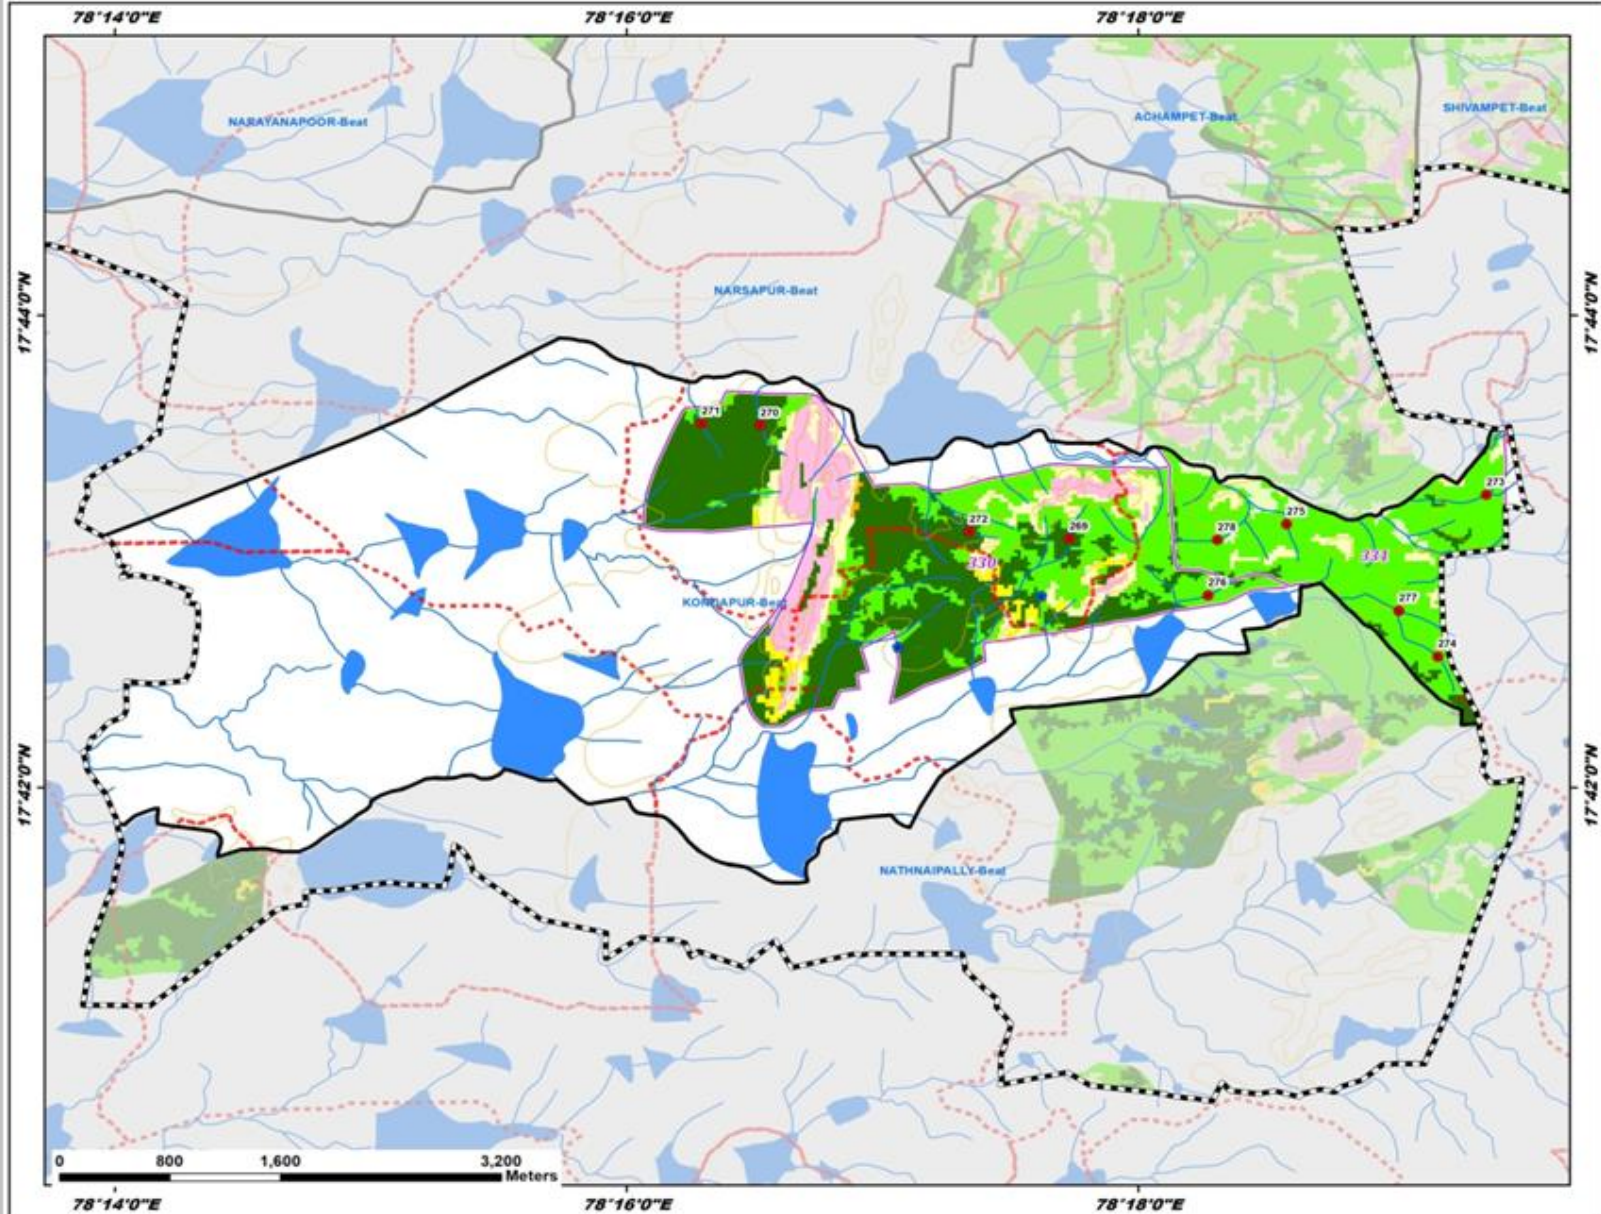 78°14'0"E 78°16'0"E 78°18'0"E
NARAYANAPOOR-Beat ACHAMPET-Beat SHIVAMPET-Beat
NARSAPUR-Beat
17°44'0"N 17°44'0"N
271 270
273
272 269 278 275
330 331
276
KONDAPUR-Beat 277
274
17°42'0"N 17°42'0"N
NATHNAIPALLY-Beat
0 800 1,600 3,200
Meters
78°14'0"E 78°16'0"E 78°18'0"E